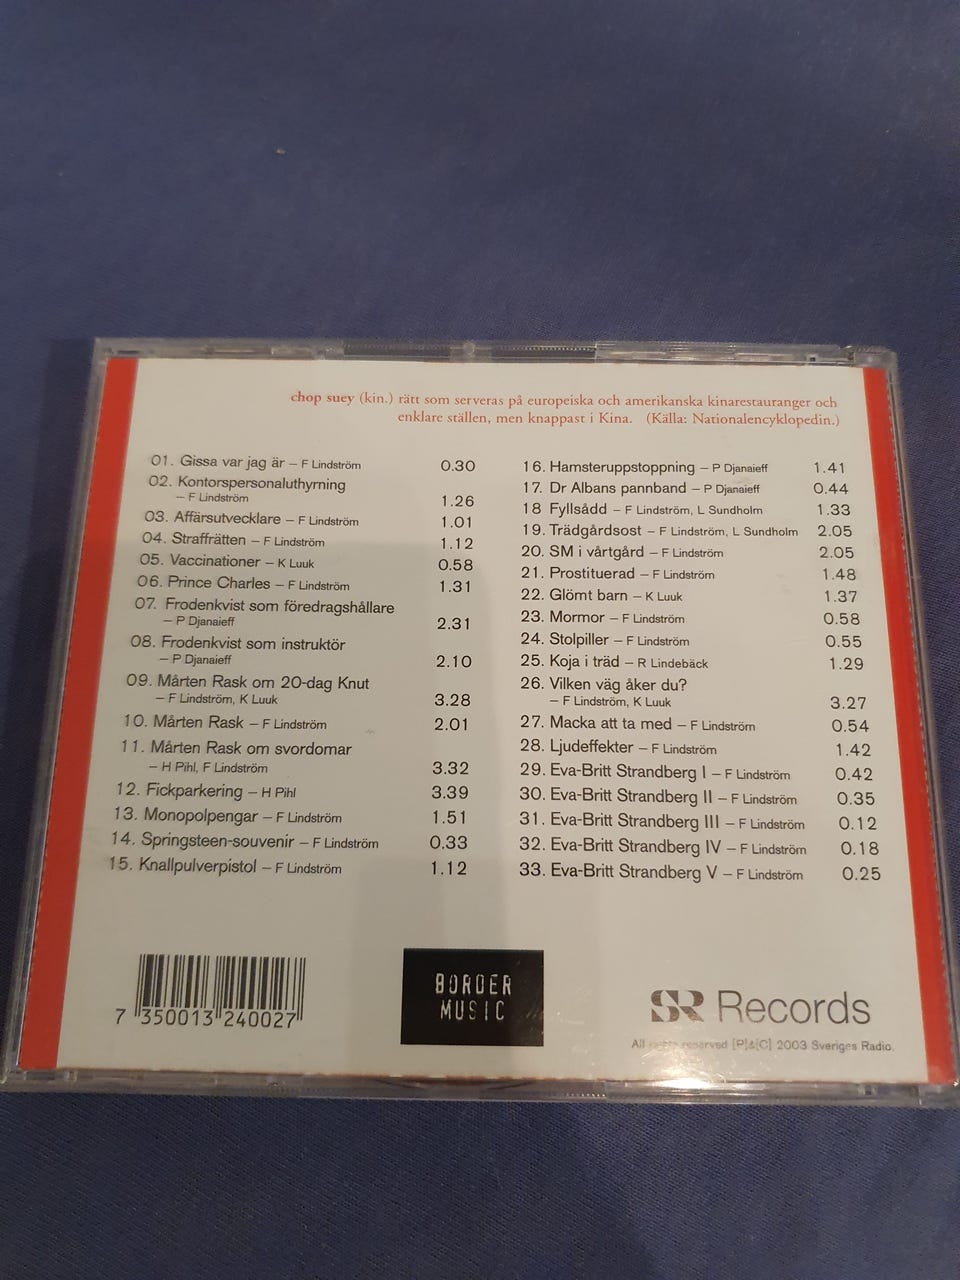 chop suey (kin.) rätt som serveras på europeiska och amerikanska kinarestauranger och
enklare ställen, men knappast i Kina. (Källa: Nationalencyklopedin.)
01. Gissa var jag är – F Lindström 0.30
02. Kontorspersonaluthyrning
– F Lindström 1.26
03. Affärsutvecklare – F Lindström 1.01
04. Straffrätten – F Lindström 1.12
05. Vaccinationer – K Luuk 0.58
06. Prince Charles – F Lindström 1.31
07. Frodenkvist som föredragshållare
– P Djanaieff 2.31
08. Frodenkvist som instruktör
– P Djanaieff 2.10
09. Mårten Rask om 20-dag Knut
– F Lindström, K Luuk 3.28
10. Mårten Rask – F Lindström 2.01
11. Mårten Rask om svordomar
– H Pihl, F Lindström 3.32
12. Fickparkering – H Pihl 3.39
13. Monopolpengar – F Lindström 1.51
14. Springsteen-souvenir – F Lindström 0.33
15. Knallpulverpistol – F Lindström 1.12
16. Hamsteruppstoppning – P Djanaieff 1.41
17. Dr Albans pannband – P Djanaieff 0.44
18 Fyllsådd – F Lindström, L Sundholm 1.33
19. Trädgårdsost – F Lindström, L Sundholm 2.05
20. SM i vårtgård – F Lindström 2.05
21. Prostituerad – F Lindström 1.48
22. Glömt barn – K Luuk 1.37
23. Mormor – F Lindström 0.58
24. Stolpiller – F Lindström 0.55
25. Koja i träd – R Lindebäck 1.29
26. Vilken väg åker du?
– F Lindström, K Luuk 3.27
27. Macka att ta med – F Lindström 0.54
28. Ljudeffekter – F Lindström 1.42
29. Eva-Britt Strandberg I – F Lindström 0.42
30. Eva-Britt Strandberg II – F Lindström 0.35
31. Eva-Britt Strandberg III – F Lindström 0.12
32. Eva-Britt Strandberg IV – F Lindström 0.18
33. Eva-Britt Strandberg V – F Lindström 0.25
7 350013 240027
BORDER
MUSIC
SR Records
All rights reserved [P]&[C] 2003 Sveriges Radio.